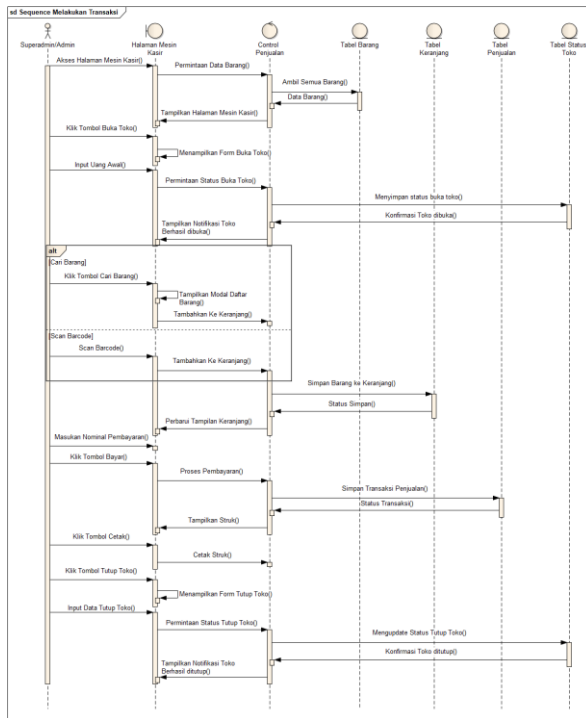 sd Sequence Melakukan Transaksi
Superadmin/Admin
Halaman Mesin
Kasir
Control
Penjualan
Tabel Barang
Tabel
Keranjang
Tabel
Penjualan
Tabel Status
Toko
Akses Halaman Mesin Kasir()
Permintaan Data Barang()
Ambil Semua Barang()
Data Barang()
Tampilkan Halaman Mesin Kasir()
Klik Tombol Buka Toko()
Menampilkan Form Buka Toko()
Input Uang Awal()
Permintaan Status Buka Toko()
Menyimpan status buka toko()
Konfirmasi Toko dibuka()
Tampilkan Notifikasi Toko
Berhasil dibuka()
alt
[Cari Barang]
Klik Tombol Cari Barang()
Tampilkan Modal Daftar
Barang()
Tambahkan Ke Keranjang()
[Scan Barcode]
Scan Barcode()
Tambahkan Ke Keranjang()
Simpan Barang ke Keranjang()
Status Simpan()
Perbarui Tampilan Keranjang()
Masukan Nominal Pembayaran()
Klik Tombol Bayar()
Proses Pembayaran()
Simpan Transaksi Penjualan()
Status Transaksi()
Tampilkan Struk()
Klik Tombol Cetak()
Cetak Struk()
Klik Tombol Tutup Toko()
Menampilkan Form Tutup Toko()
Input Data Tutup Toko()
Permintaan Status Tutup Toko()
Mengupdate Status Tutup Toko()
Konfirmasi Toko ditutup()
Tampilkan Notifikasi Toko
Berhasil ditutup()